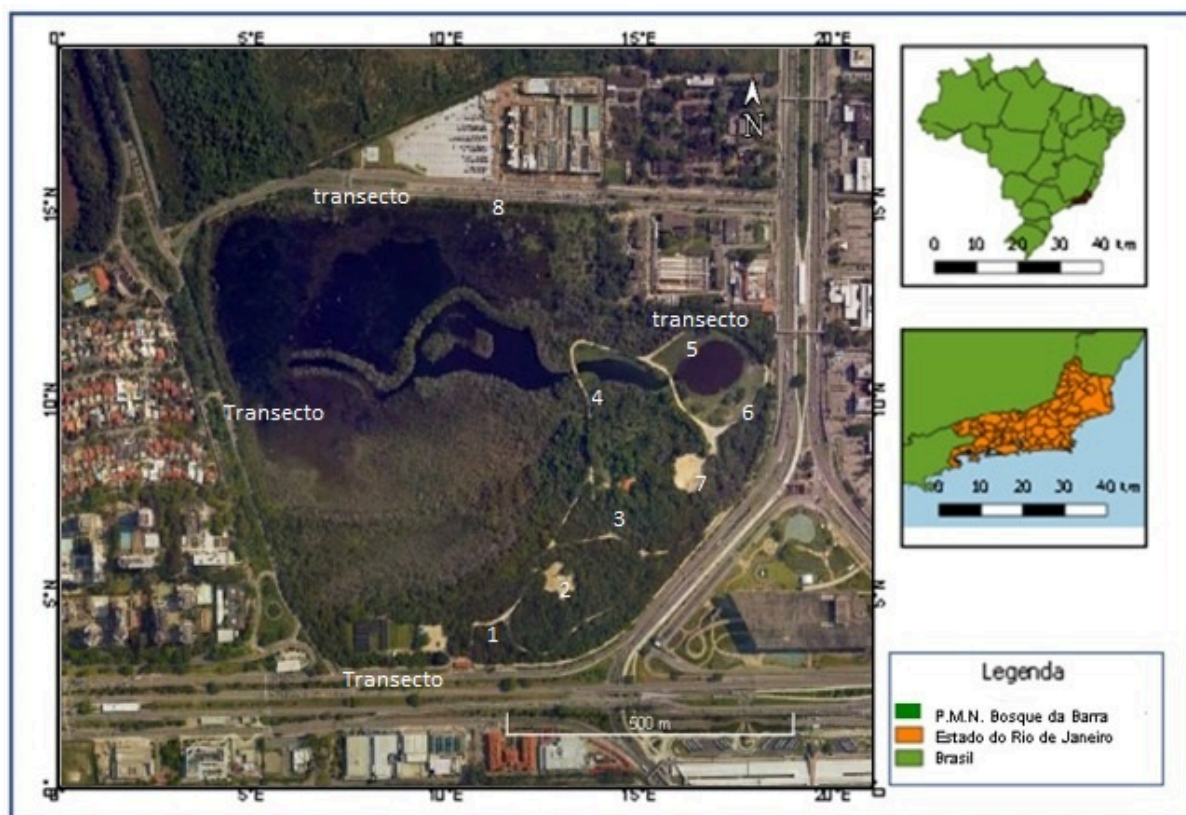 0° 5°E 10°E 15°E 20°E
N
transecto
8
15°N
transecto
5
10°N
4
Transecto
6
7
3
5°N
2
1
Transecto
500 m
0° 5°E 10°E 15°E 20°E
0 10 20 30 40 km
0 10 20 30 40 km
Legenda
P.M.N. Bosque da Barra
Estado do Rio de Janeiro
Brasil